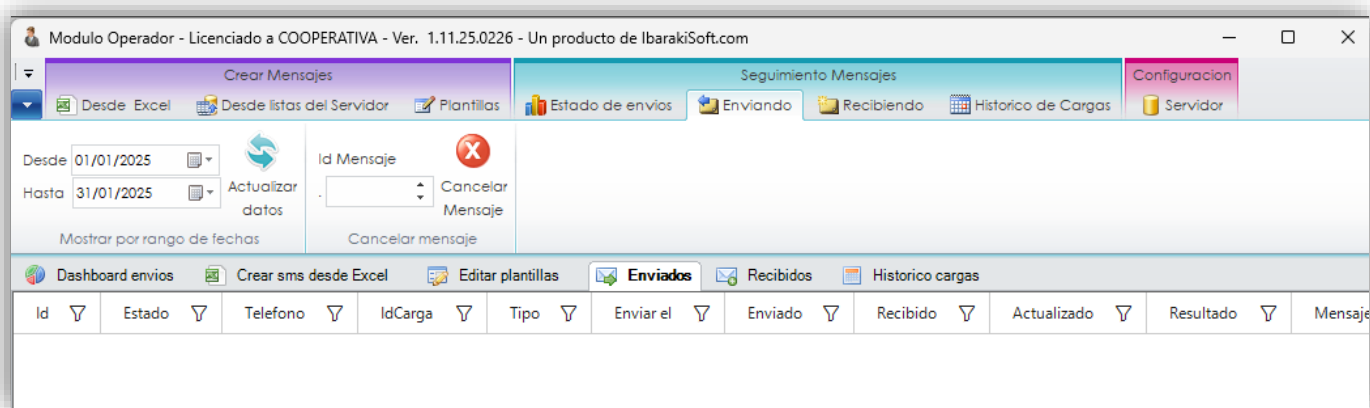 Modulo Operador - Licenciado a COOPERATIVA - Ver. 1.11.25.0226 - Un producto de IbarakiSoft.com
Crear Mensajes Seguimiento Mensajes Configuracion
Desde Excel Desde listas del Servidor Plantillas Estado de envios Enviando Recibiendo Historico de Cargas Servidor
Desde 01/01/2025
Hasta 31/01/2025
Actualizar
datos
Mostrar por rango de fechas
Id Mensaje
.
Cancelar
Mensaje
Cancelar mensaje
Dashboard envios Crear sms desde Excel Editar plantillas Enviados Recibidos Historico cargas
Id Estado Telefono IdCarga Tipo Enviar el Enviado Recibido Actualizado Resultado Mensaje